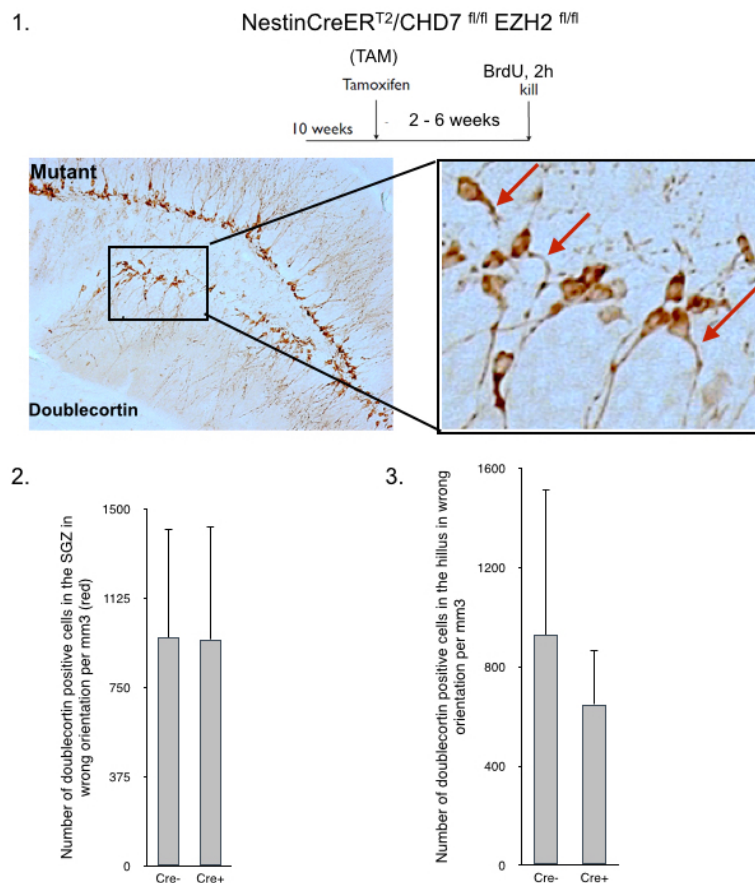 1.
NestinCreER^T2/CHD7 ^fl/fl EZH2 ^fl/fl
(TAM)
Tamoxifen
BrdU, 2h
kill
10 weeks
2 - 6 weeks
Mutant
Doublecortin
2.
Number of doublecortin positive cells in the SGZ in
wrong orientation per mm3 (red)
1500
1125
750
375
0
Cre-
Cre+
3.
Number of doublecortin positive cells in the hillus in wrong
orientation per mm3
1600
1200
800
400
0
Cre-
Cre+